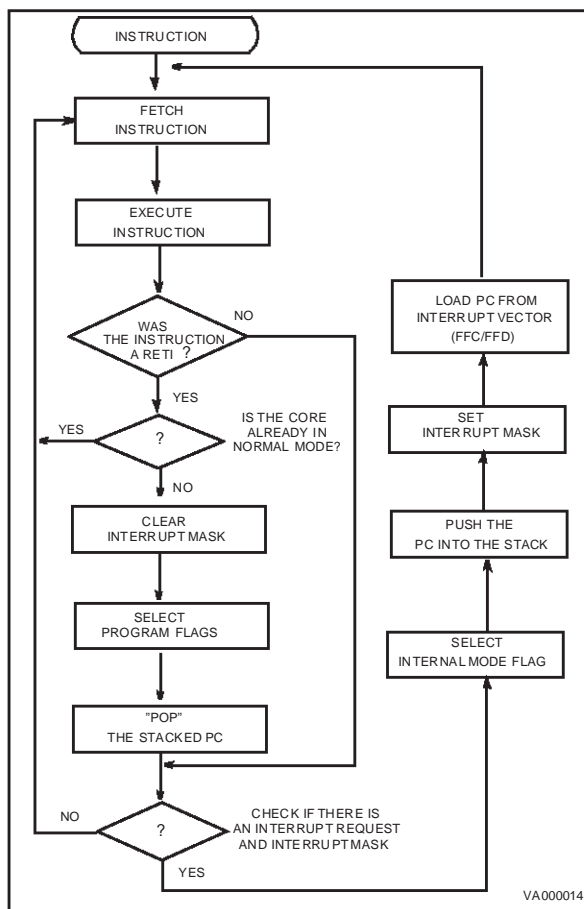 INSTRUCTION
FETCH
INSTRUCTION
EXECUTE
INSTRUCTION
WAS
THE INSTRUCTION
A RETI ?
NO
YES
?
IS THE CORE
ALREADY IN
NORMAL MODE?
YES
NO
CLEAR
INTERRUPT MASK
SELECT
PROGRAM FLAGS
"POP"
THE STACKED PC
?
CHECK IF THERE IS
AN INTERRUPT REQUEST
AND INTERRUPT MASK
NO
YES
LOAD PC FROM
INTERRUPT VECTOR
(FFC/FFD)
SET
INTERRUPT MASK
PUSH THE
PC INTO THE STACK
SELECT
INTERNAL MODE FLAG
VA000014